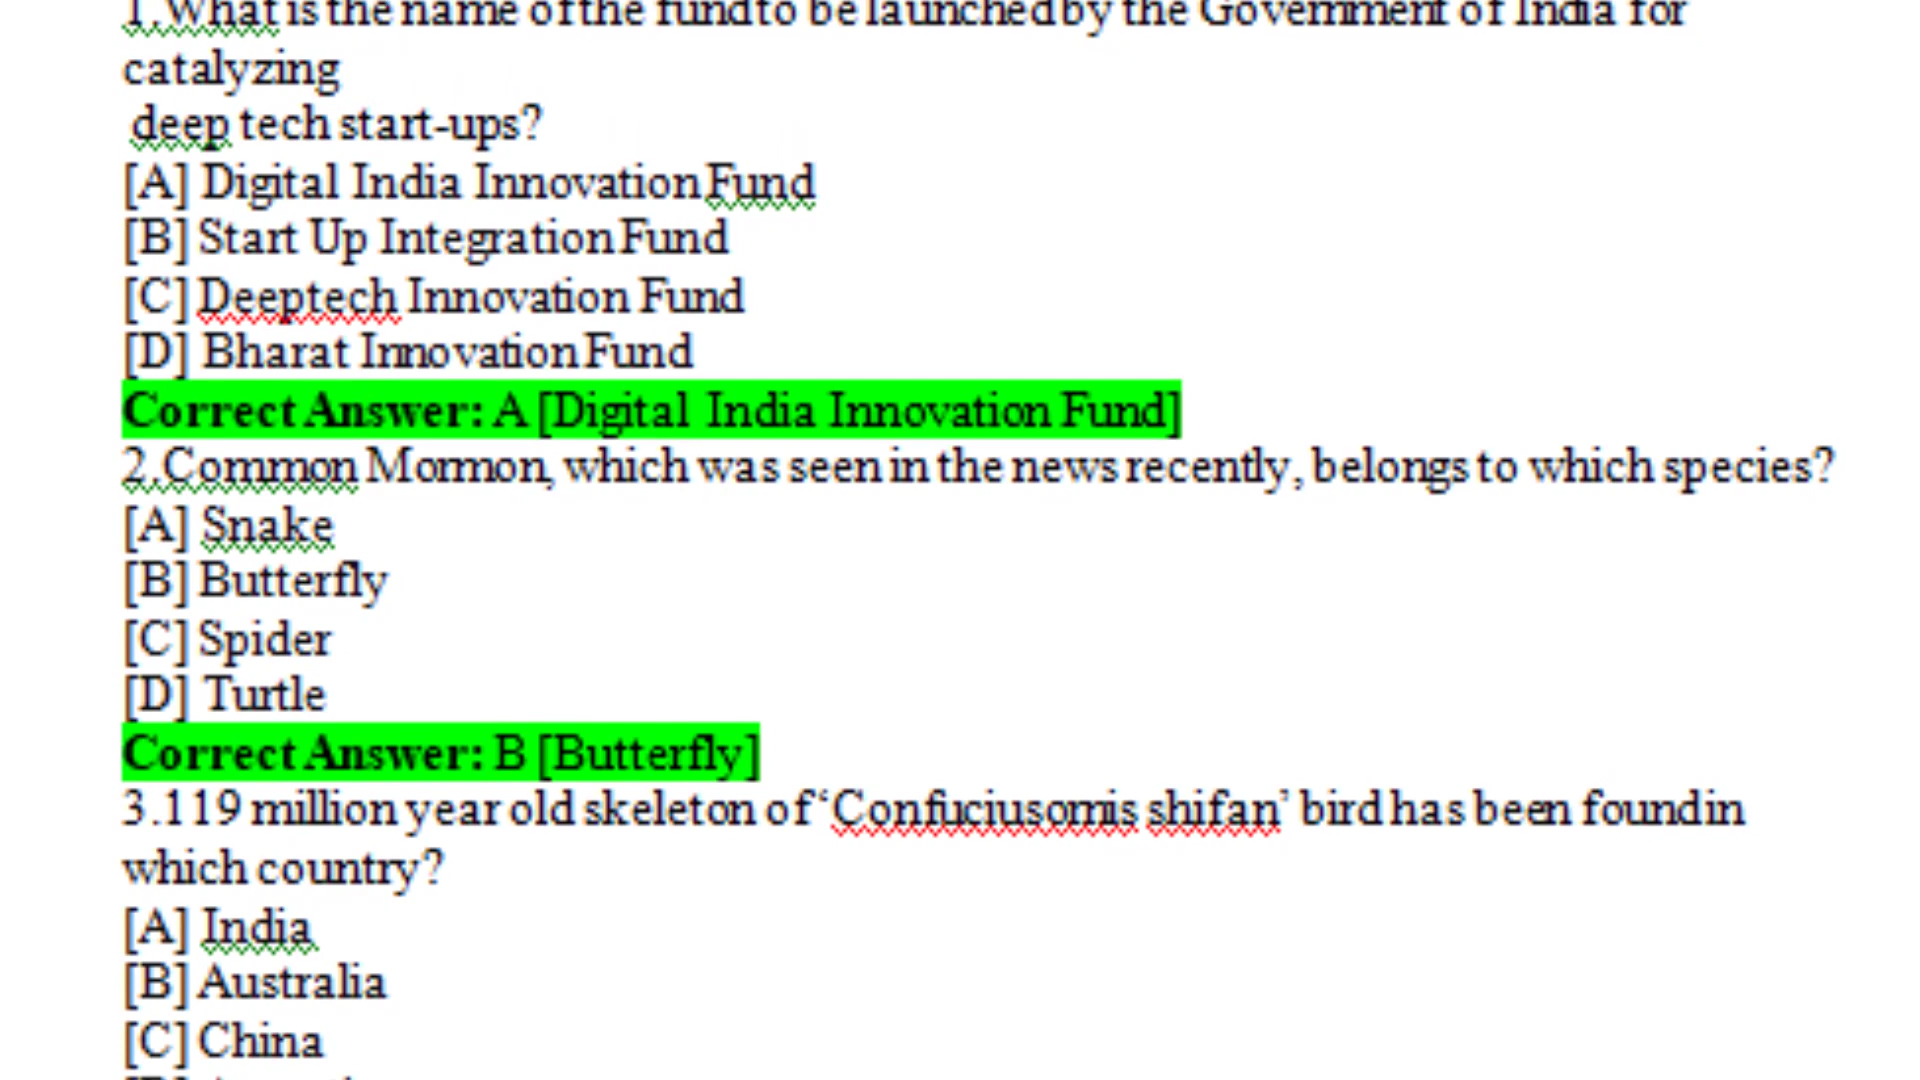 1.What is the name of the fund to be launched by the Government of India for
catalyzing
deep tech start-ups?
[A] Digital India Innovation Fund
[B] Start Up Integration Fund
[C] Deeptech Innovation Fund
[D] Bharat Innovation Fund
Correct Answer: A [Digital India Innovation Fund]
2.Common Mormon, which was seen in the news recently, belongs to which species?
[A] Snake
[B] Butterfly
[C] Spider
[D] Turtle
Correct Answer: B [Butterfly]
3.119 million year old skeleton of ‘Confuciusornis shifan’ bird has been found in
which country?
[A] India
[B] Australia
[C] China